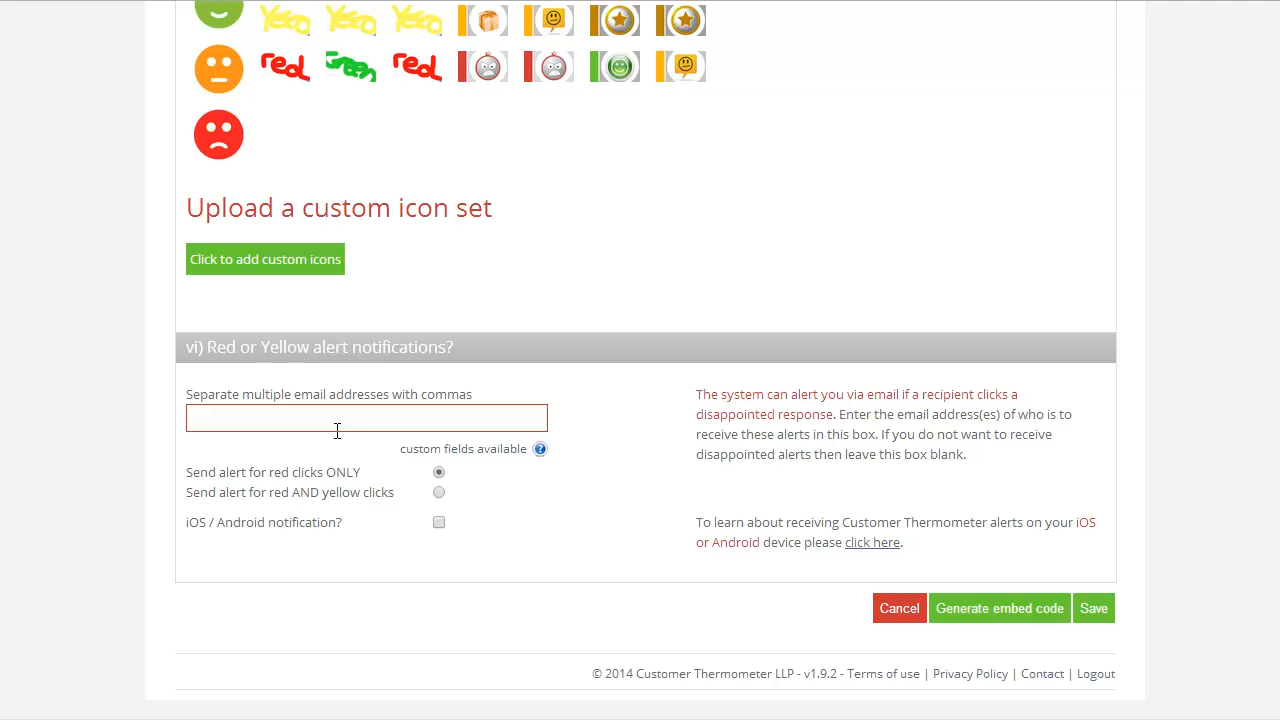 Yero Yero Yero
red Green red
Upload a custom icon set
Click to add custom icons
vi) Red or Yellow alert notifications?
Separate multiple email addresses with commas
custom fields available ?
Send alert for red clicks ONLY
Send alert for red AND yellow clicks
iOS / Android notification?
The system can alert you via email if a recipient clicks a
disappointed response. Enter the email address(es) of who is to
receive these alerts in this box. If you do not want to receive
disappointed alerts then leave this box blank.
To learn about receiving Customer Thermometer alerts on your iOS
or Android device please click here.
Cancel
Generate embed code
Save
© 2014 Customer Thermometer LLP - v1.9.2 - Terms of use | Privacy Policy | Contact | Logout